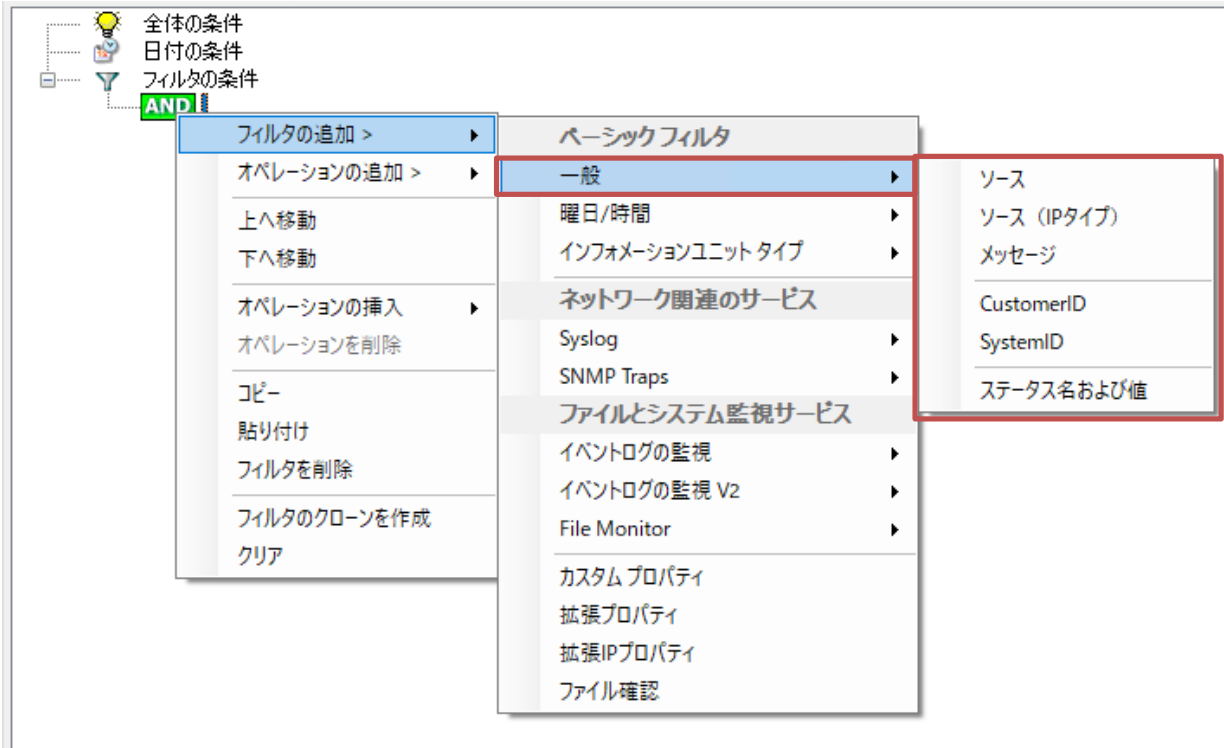 全体の条件
日付の条件
フィルタの条件
AND
フィルタの追加 >
オペレーションの追加 >
上へ移動
下へ移動
オペレーションの挿入
オペレーションを削除
コピー
貼り付け
フィルタを削除
フィルタのクローンを作成
クリア
ベーシックフィルタ
一般
曜日/時間
インフォメーションユニット タイプ
ネットワーク関連のサービス
Syslog
SNMP Traps
ファイルとシステム監視サービス
イベントログの監視
イベントログの監視 V2
File Monitor
カスタム プロパティ
拡張プロパティ
拡張IPプロパティ
ファイル確認
ソース
ソース（IPタイプ）
メッセージ
CustomerID
SystemID
ステータス名および値